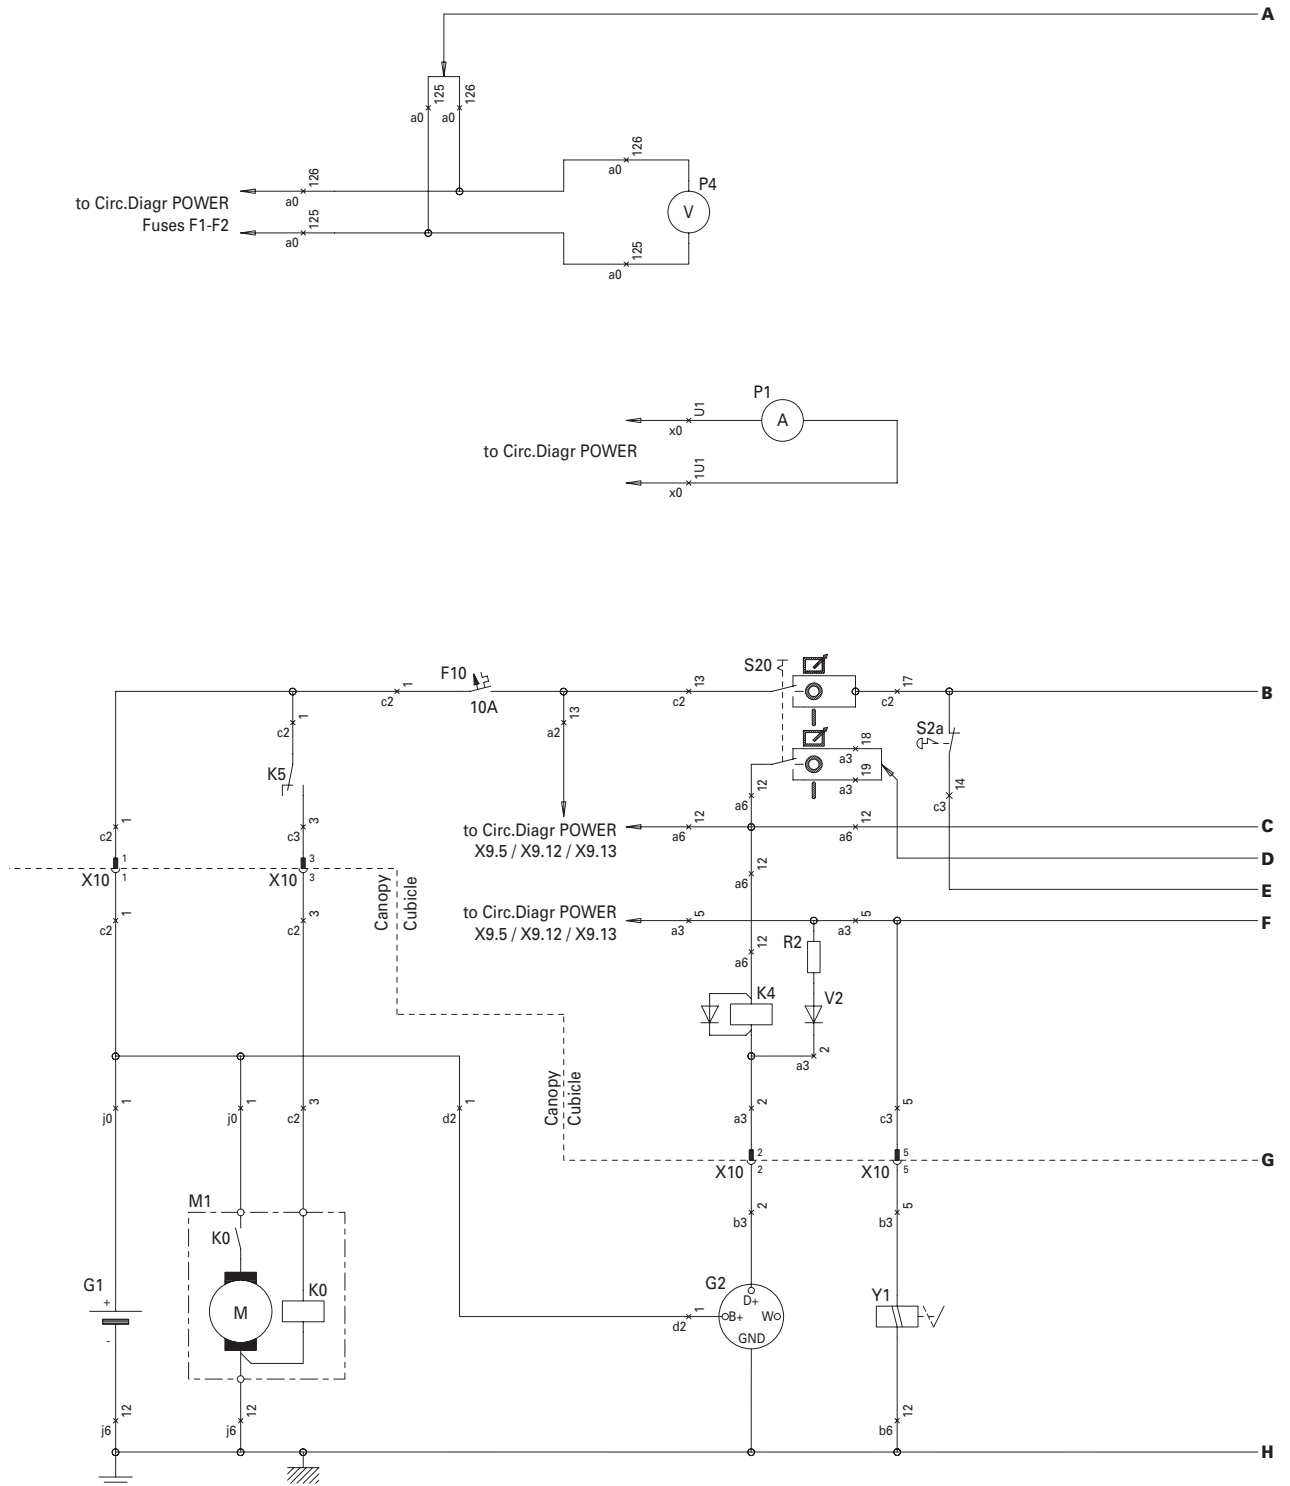 A
125
126
a0
a0
126
a0
P4
V
126
to Circ.Diagr POWER
a0
125
Fuses F1-F2
a0
125
a0
P1
U1
A
x0
to Circ.Diagr POWER
1U1
x0
F10
1
c2
10A
S20
13
c2
17
c2
B
1
c2
13
a2
S2a
K5
18
a3
19
a3
12
a6
14
c3
1
c2
3
c3
to Circ.Diagr POWER
X9.5 / X9.12 / X9.13
12
a6
12
a6
C
D
X10
1
1
X10
3
3
Canopy
Cubicle
12
a6
E
1
c2
3
c2
to Circ.Diagr POWER
X9.5 / X9.12 / X9.13
5
a3
5
a3
F
R2
12
a6
K4
V2
2
a3
1
j0
1
j0
3
c2
1
d2
Canopy
Cubicle
2
a3
5
c3
X10
2
2
X10
5
5
G
M1
2
b3
5
b3
K0
G1
+
-
M
K0
G2
D+
B+
W
GND
1
d2
Y1
12
j6
12
j6
12
b6
H